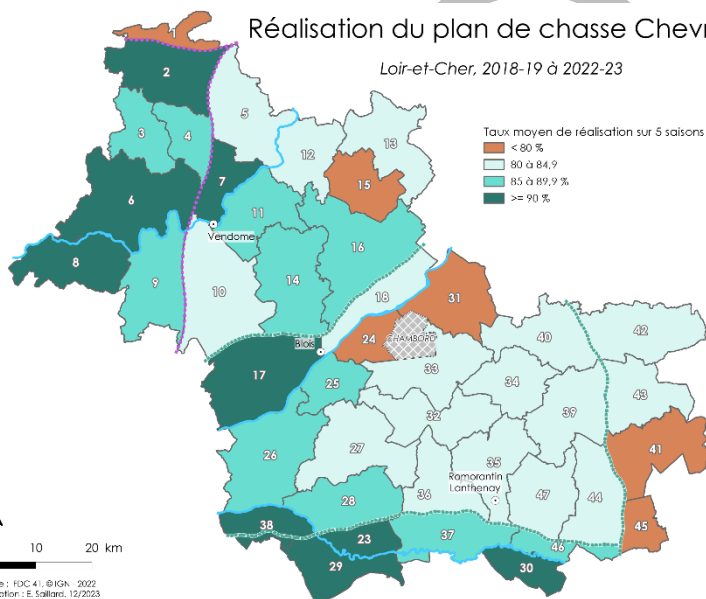 Réalisation du plan de chasse Chevr
Loir-et-Cher, 2018-19 à 2022-23
Taux moyen de réalisation sur 5 saisons
< 80 %
80 à 84,9
85 à 89,9 %
>= 90 %
1
2
5
3
4
12
13
7
15
6
11
Vendome
16
8
9
10
14
18
31
24
CHAMBORD
40
42
Blois
17
25
33
34
43
32
39
26
27
41
35
Romorantin
Lanthenay
28
36
47
44
38
23
37
46
45
29
30
10
20 km
e : FDC 41, © IGN - 2022
ation : E. Saillard, 12/2023